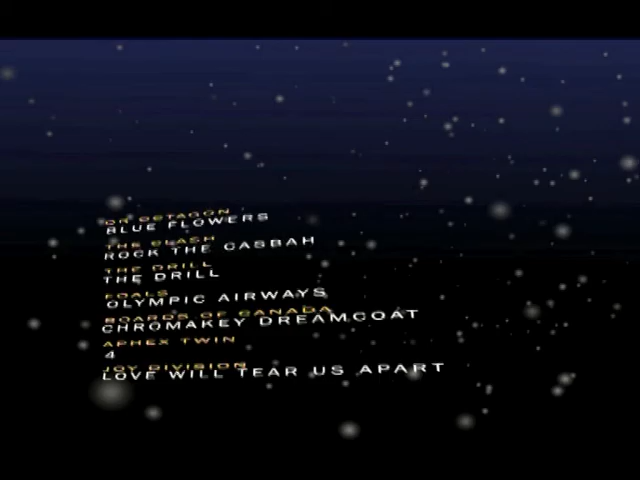 DR OCTAGON
BLUE FLOWERS
THE CLASH
ROCK THE CASBAH
THE DRILL
THE DRILL
FOALS
OLYMPIC AIRWAYS
BOARDS OF CANADA
CHROMAKEY DREAMCOAT
APHEX TWIN
4
JOY DIVISION
LOVE WILL TEAR US APART